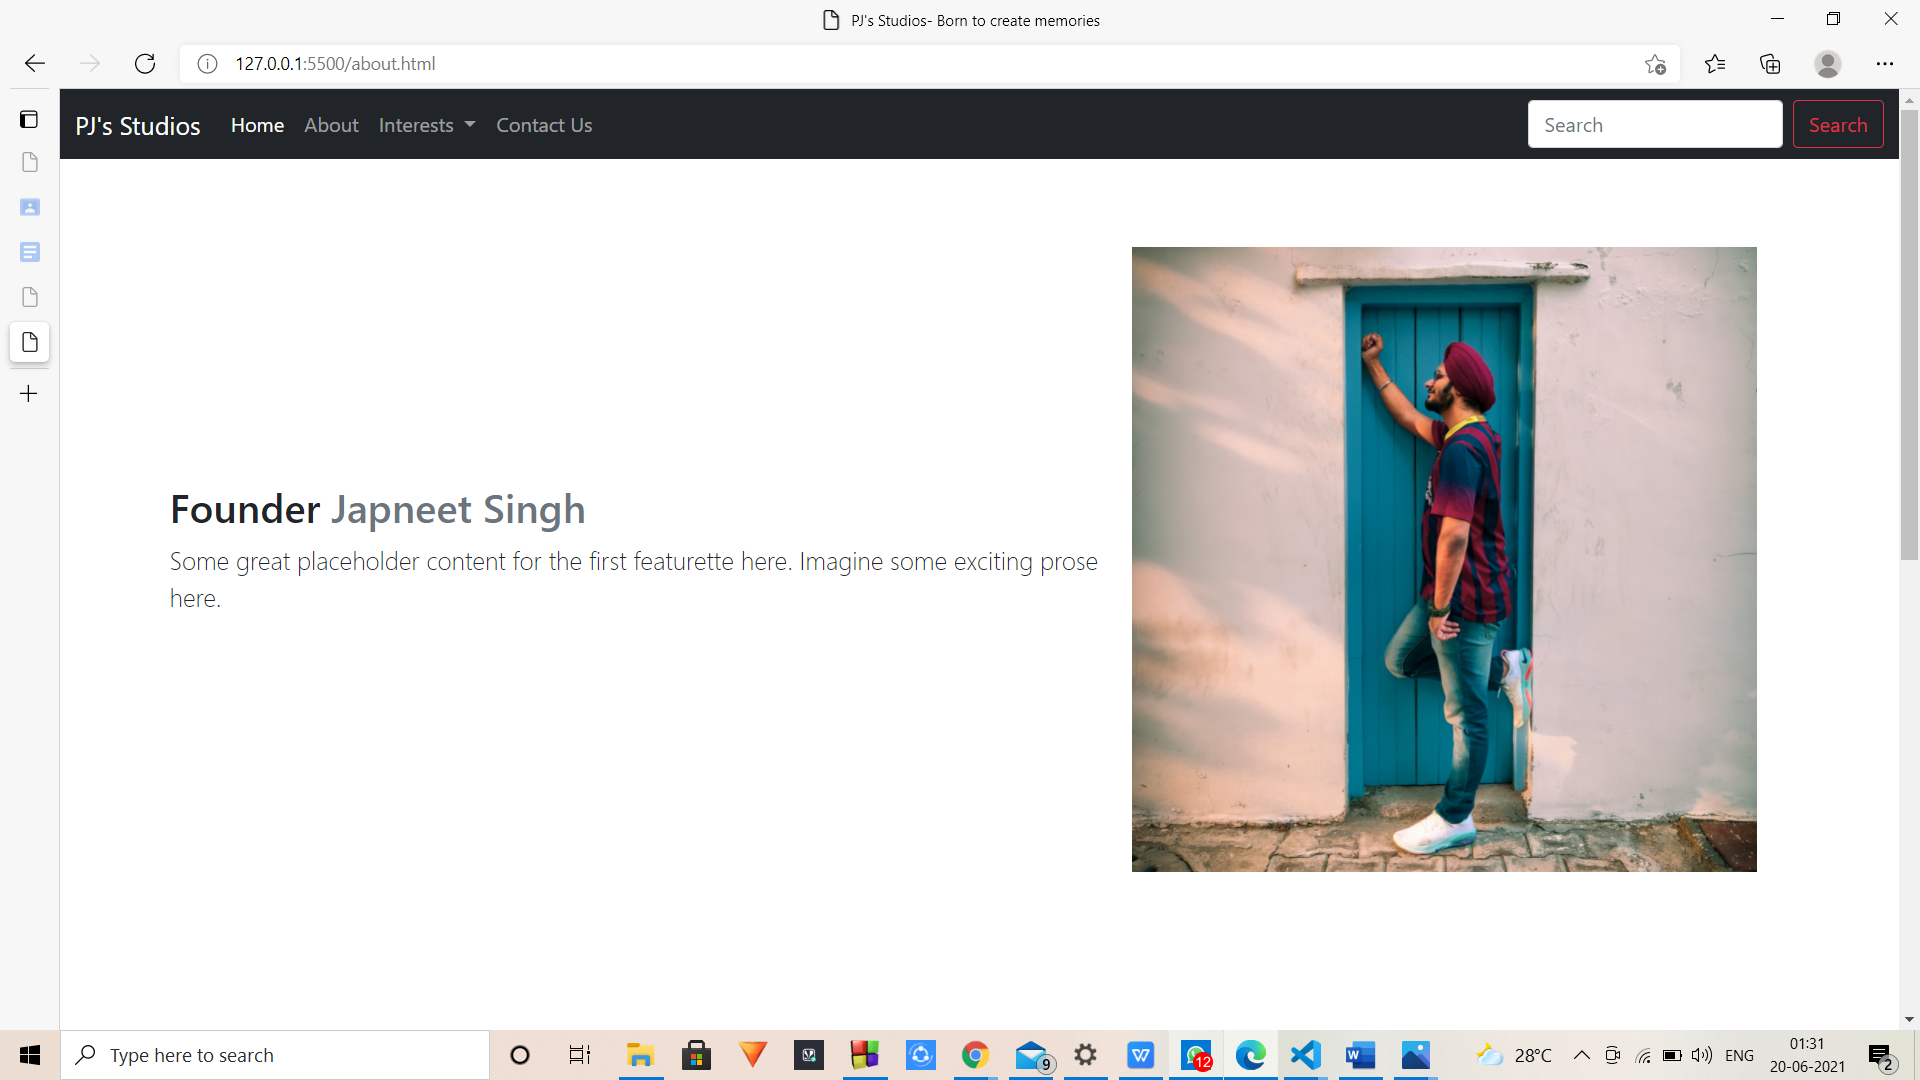 PJ's Studios- Born to create memories
127.0.0.1:5500/about.html
PJ's Studios Home About Interests Contact Us Search Search
Founder Japneet Singh
Some great placeholder content for the first featurette here. Imagine some exciting prose
here.
Type here to search
9
12
28°C
ENG
01:31
20-06-2021
2